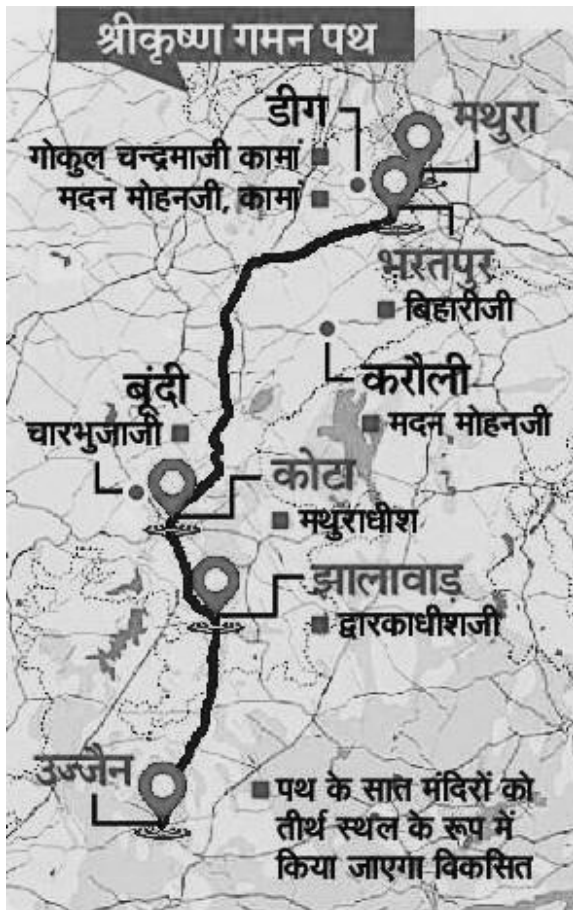 श्रीकृष्ण गमन पथ
डीग
मथुरा
गोकुल चन्द्रमाजी कामां
मदन मोहनजी, कामां
भरतपुर
बिहारीजी
करौली
मदन मोहनजी
बूंदी
चारभुजाजी
कोटा
मथुराधीश
झालावाड़
द्वारकाधीशजी
उज्जैन
पथ के सात मंदिरों को
तीर्थ स्थल के रूप में
किया जाएगा विकसित